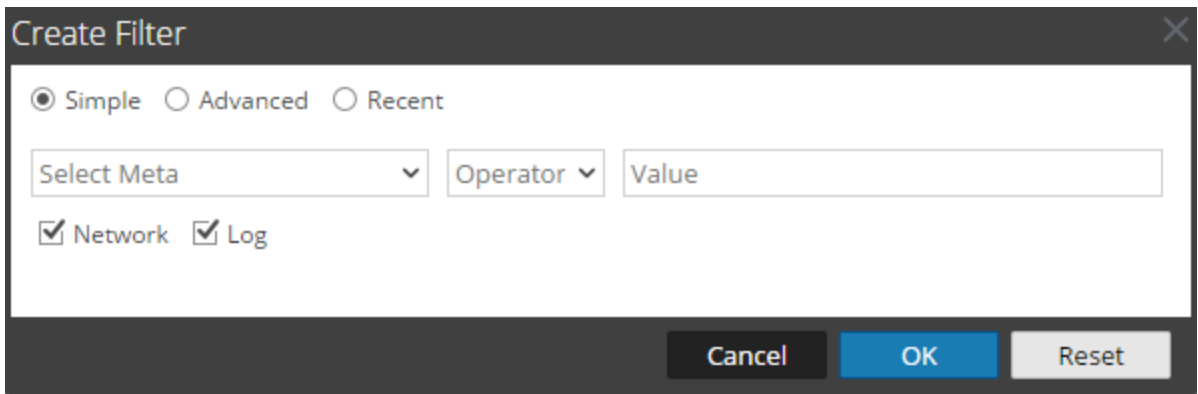 Create Filter
Simple Advanced Recent
Select Meta Operator Value
Network Log
Cancel OK Reset